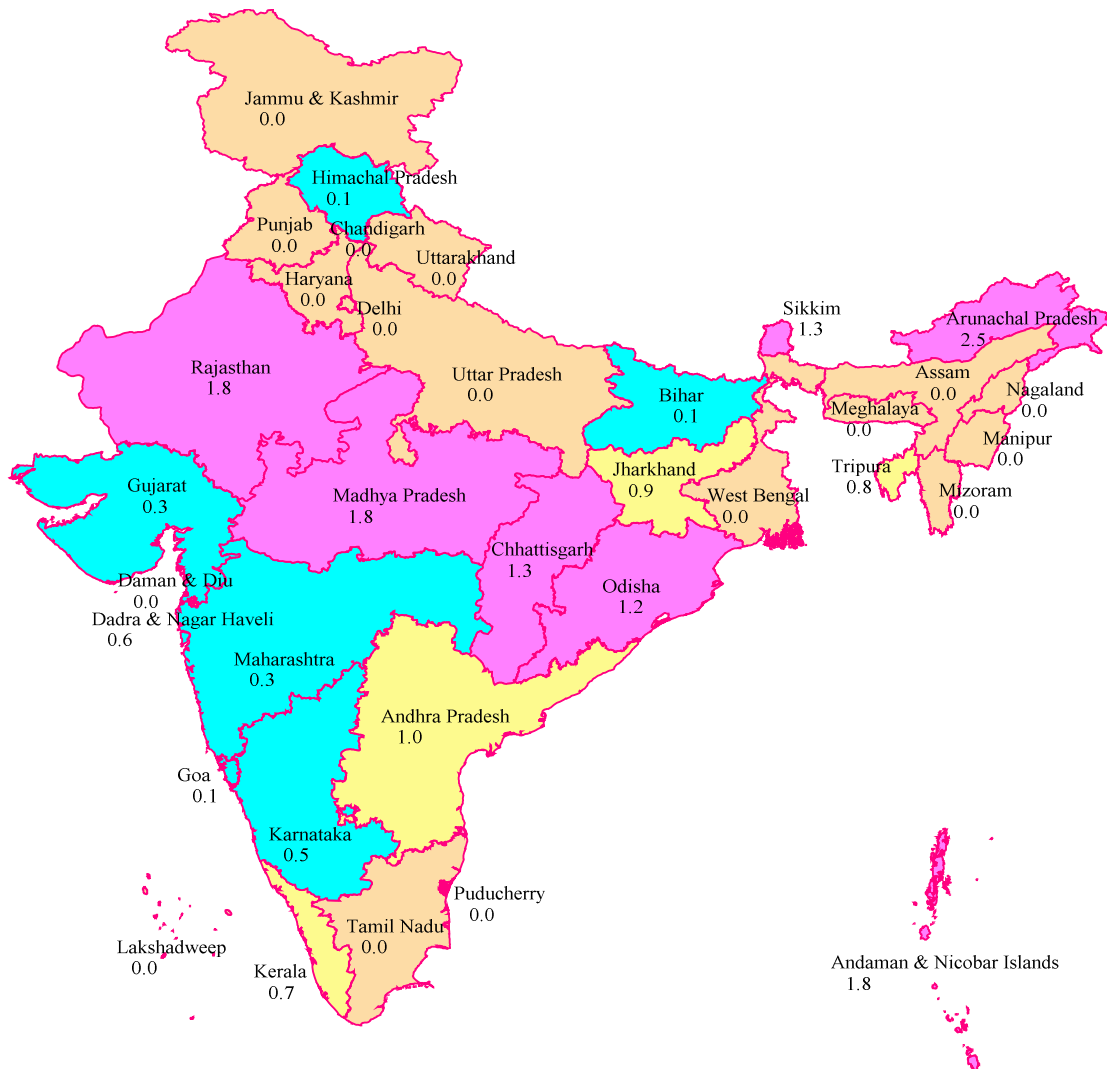 Jammu & Kashmir
0.0
Himachal Pradesh
0.1
Punjab
0.0
Chandigarh
0.0
Uttarakhand
0.0
Haryana
0.0
Delhi
0.0
Sikkim
1.3
Arunachal Pradesh
2.5
Rajasthan
1.8
Uttar Pradesh
0.0
Bihar
0.1
Assam
0.0
Nagaland
0.0
Meghalaya
0.0
Manipur
0.0
Tripura
0.8
Mizoram
0.0
Gujarat
0.3
Madhya Pradesh
1.8
Jharkhand
0.9
West Bengal
0.0
Chhattisgarh
1.3
Odisha
1.2
Daman & Diu
0.0
Dadra & Nagar Haveli
0.6
Maharashtra
0.3
Andhra Pradesh
1.0
Goa
0.1
Karnataka
0.5
Puducherry
0.0
Tamil Nadu
0.0
Lakshadweep
0.0
Kerala
0.7
Andaman & Nicobar Islands
1.8